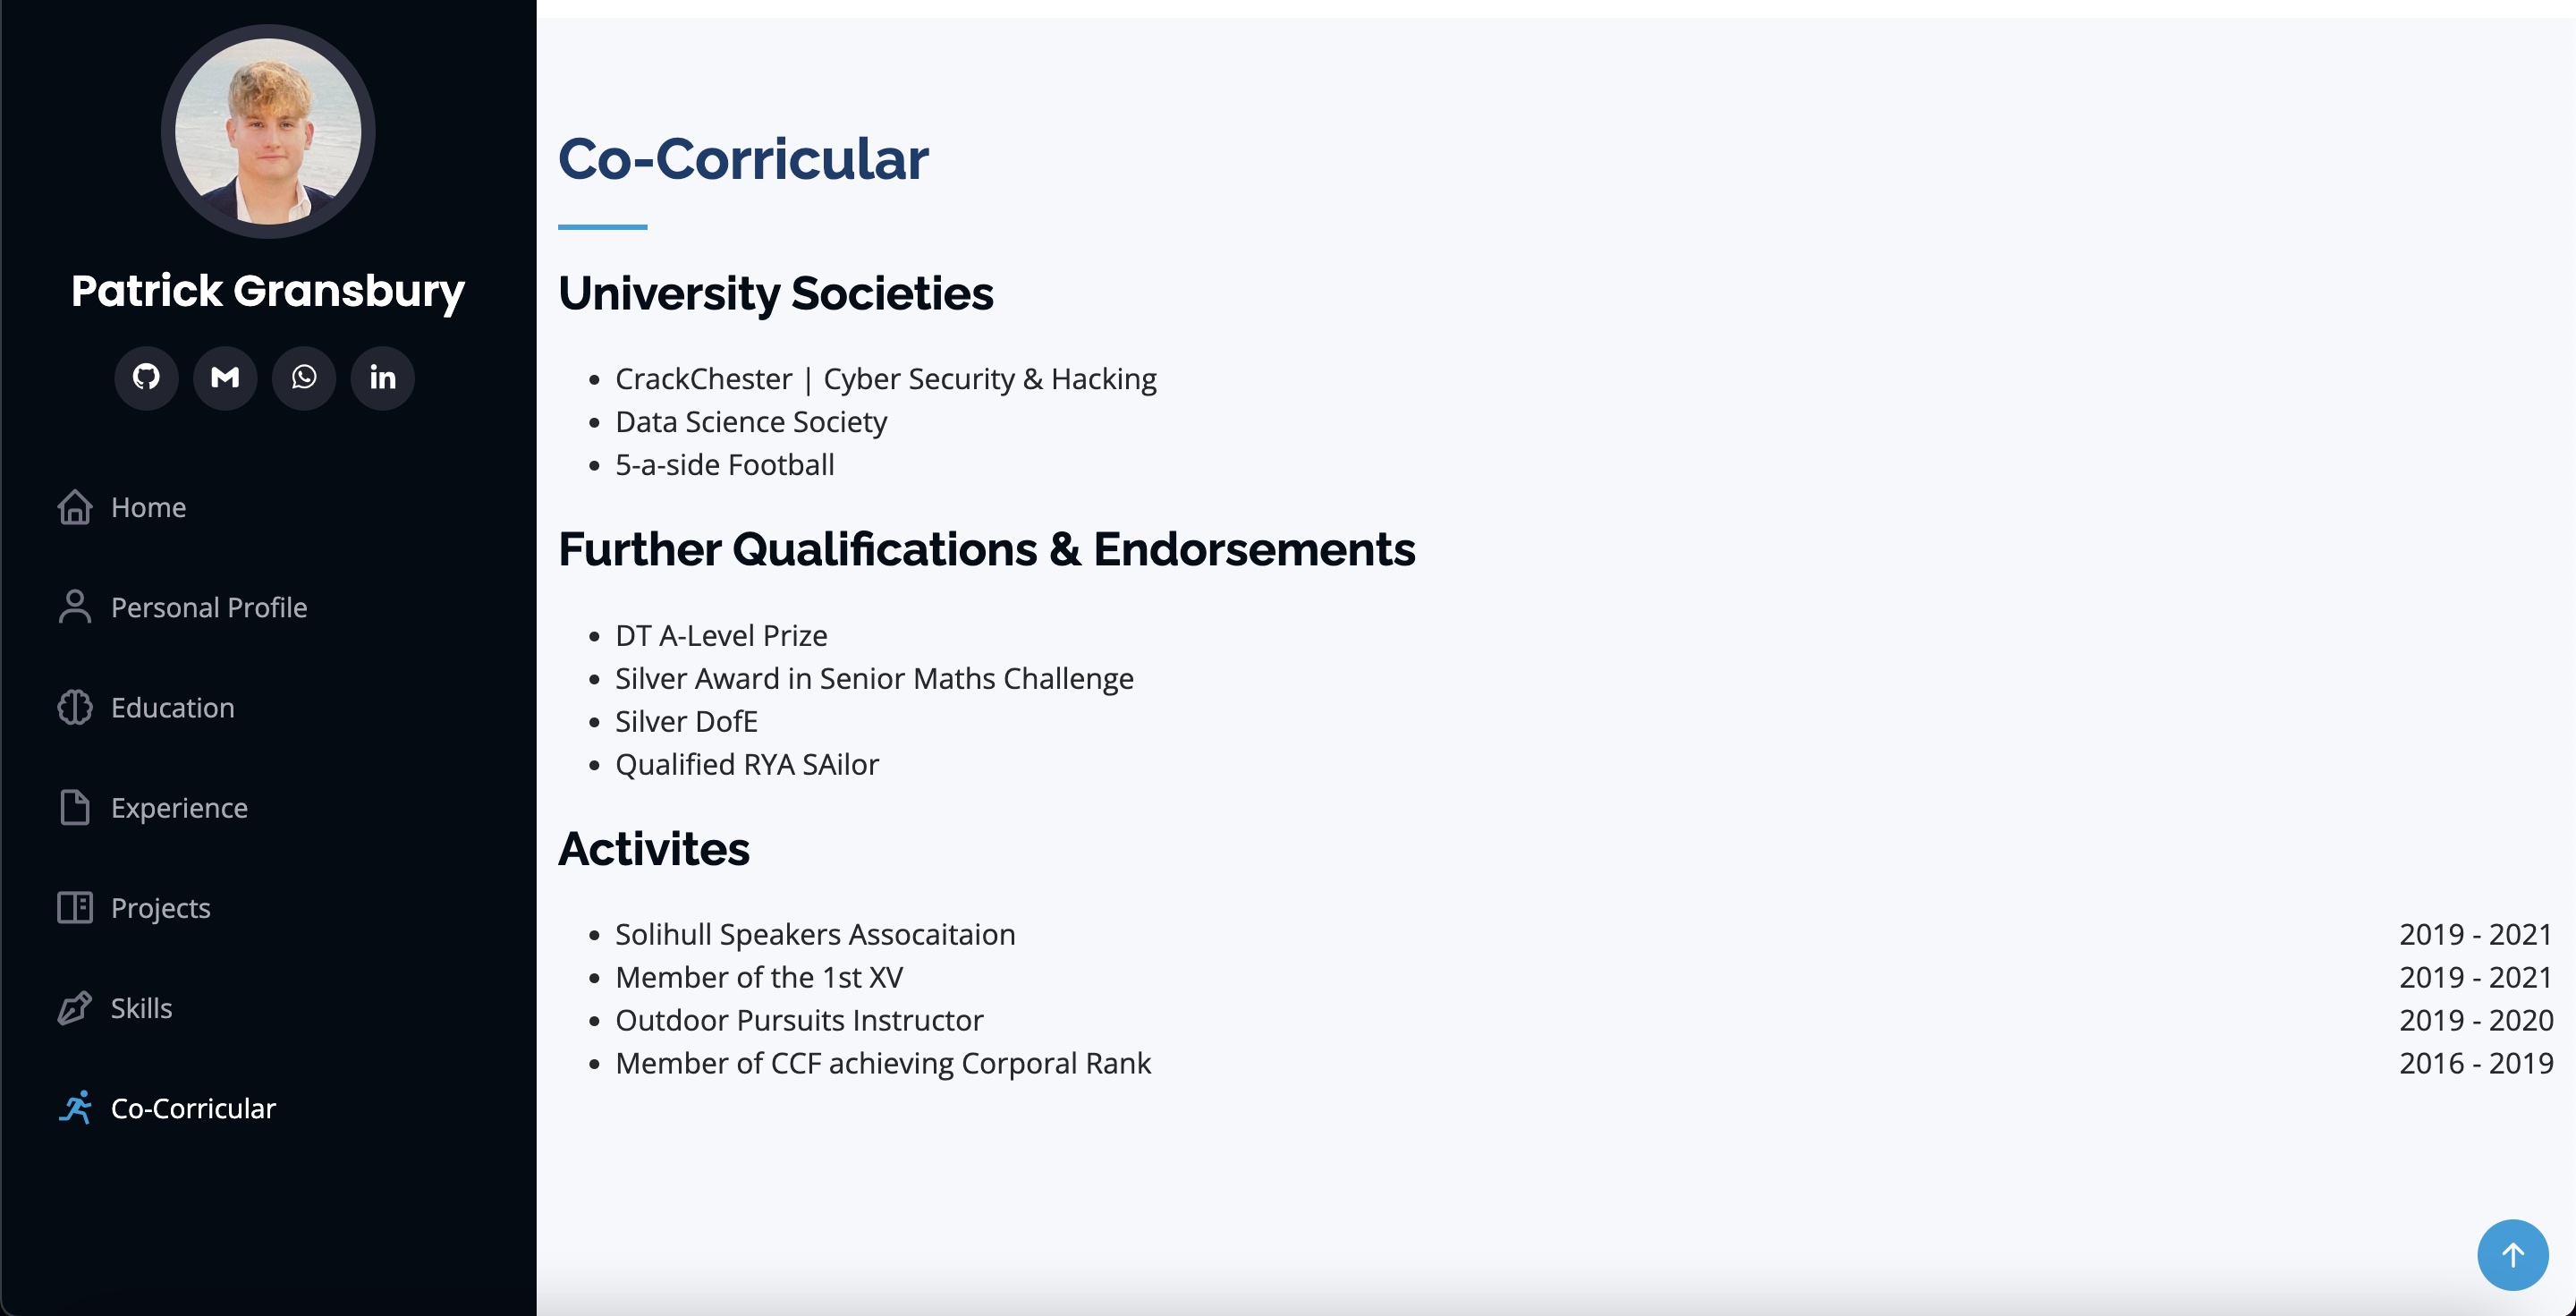 Patrick Gransbury
in
Home
Personal Profile
Education
Experience
Projects
Skills
Co-Corricular
Co-Corricular
University Societies
CrackChester | Cyber Security & Hacking
Data Science Society
5-a-side Football
Further Qualifications & Endorsements
DT A-Level Prize
Silver Award in Senior Maths Challenge
Silver DofE
Qualified RYA SAilor
Activites
Solihull Speakers Assocaitaion 2019 - 2021
Member of the 1st XV 2019 - 2021
Outdoor Pursuits Instructor 2019 - 2020
Member of CCF achieving Corporal Rank 2016 - 2019